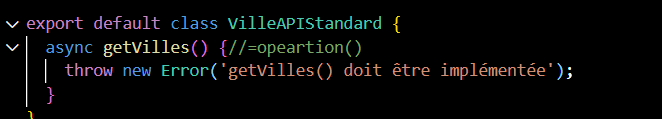 export default class VilleAPIStandard {
async getVilles() {//=opeartion()
throw new Error('getVilles() doit être implémentée');
}
}